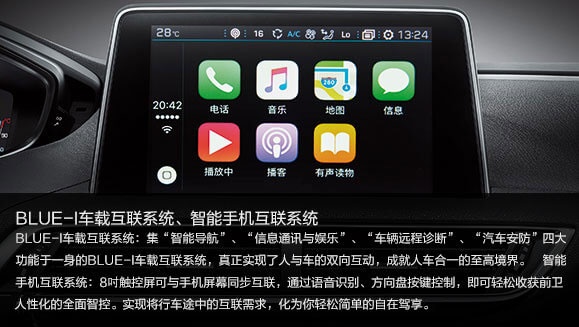 28℃ 16 A/C Lo 13:24
20:42
电话 音乐 地图 信息
280
播放中 播客 有声读物
BLUE-i车载互联系统、智能手机互联系统
BLUE-I车载互联系统：集“智能导航”、“信息通讯与娱乐”、“车辆远程诊断”、“汽车安防”四大
功能于一身的BLUE-I车载互联系统，真正实现了人与车的双向互动，成就人车合一的至高境界。 智能
手机互联系统：8吋触控屏可与手机屏幕同步互联，通过语音识别、方向盘按键控制，即可轻松收获前卫
人性化的全面智控。实现将行车途中的互联需求，化为你轻松简单的自在驾享。